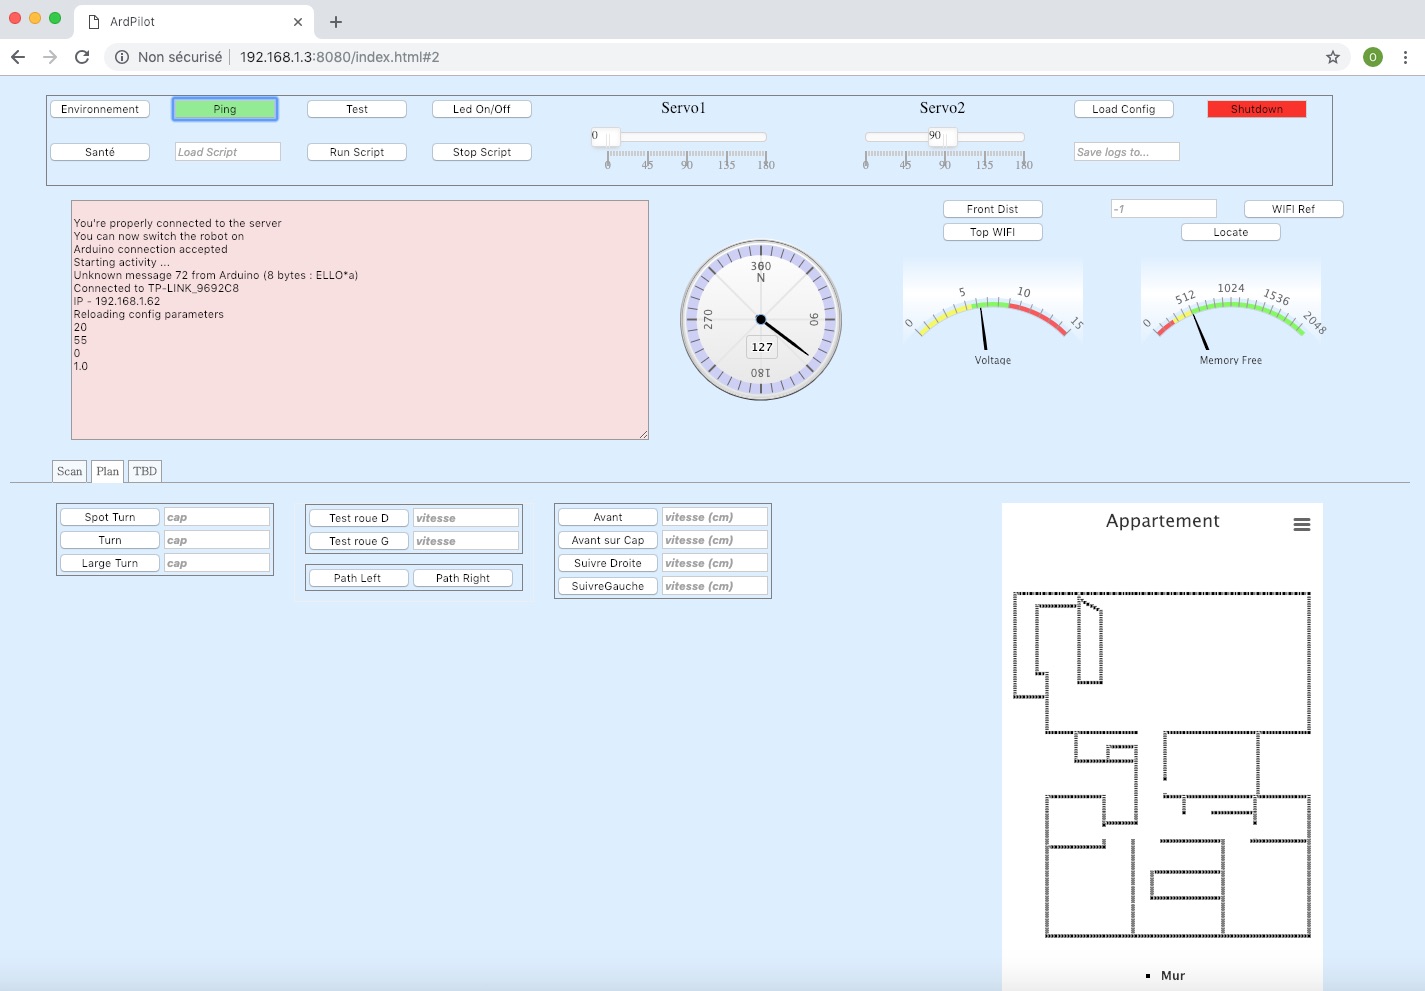 ArdPilot
Non sécurisé 192.168.1.3:8080/index.html#2
O
Environnement Ping Test Led On/Off Servo1 Servo2 Load Config Shutdown
0 90
Santé Load Script Run Script Stop Script Save logs to...
0 45 90 135 180 0 45 90 135 180
You're properly connected to the server
You can now switch the robot on
Arduino connection accepted
Starting activity ...
Unknown message 72 from Arduino (8 bytes : ELLO*a)
Connected to TP-LINK_9692C8
IP - 192.168.1.62
Reloading config parameters
20
55
0
1.0
360
N
90
180
270
127
Front Dist -1 WIFI Ref
Top WIFI Locate
0 5 10 15
Voltage
0 512 1024 1536 2048
Memory Free
Scan Plan TBD
Spot Turn cap
Turn cap
Large Turn cap
Test roue D vitesse
Test roue G vitesse
Path Left Path Right
Avant vitesse (cm)
Avant sur Cap vitesse (cm)
Suivre Droite vitesse (cm)
SuivreGauche vitesse (cm)
Appartement
Mur